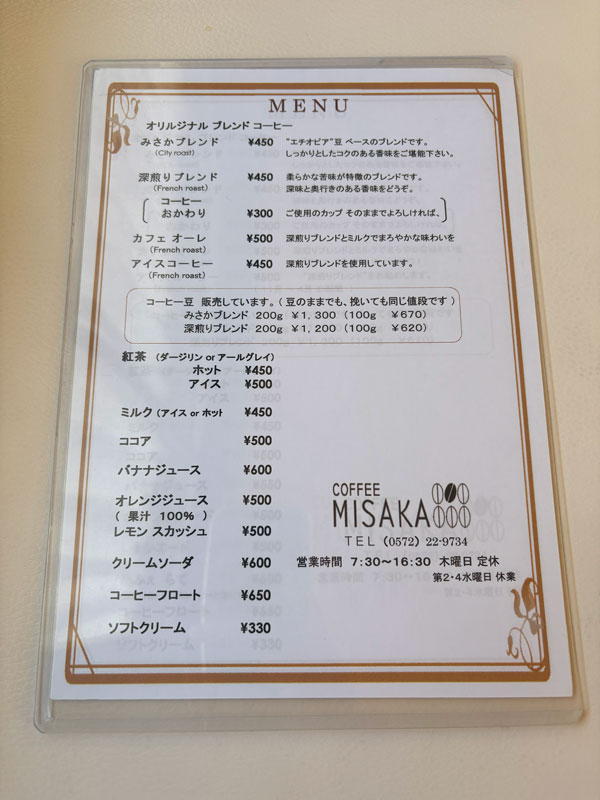 MENU
オリルジナル ブレンド コーヒー
みさかブレンド ¥450 "エチオピア"豆 ベースのブレンドです。
(City roast) しっかりとしたコクのある香味をご堪能下さい。
深煎りブレンド ¥450 柔らかな苦味が特徴のブレンドです。
(French roast) 深味と奥行きのある香味をどうぞ。
コーヒー
おかわり ¥300 ご使用のカップ そのままでよろしければ、
カフェ オーレ ¥500 深煎りブレンドとミルクでまろやかな味わいを
(French roast)
アイスコーヒー ¥450 深煎りブレンドを使用しています。
(French roast)
コーヒー豆 販売しています。( 豆のままでも、挽いても同じ値段です )
みさかブレンド 200g ¥1,300 (100g ¥670)
深煎りブレンド 200g ¥1,200 (100g ¥620)
紅茶 (ダージリン or アールグレイ)
ホット ¥450
アイス ¥500
ミルク (アイス or ホット ¥450
ココア ¥500
バナナジュース ¥600
オレンジジュース ¥500
( 果汁 100% )
レモン スカッシュ ¥500
クリームソーダ ¥600
コーヒーフロート ¥650
ソフトクリーム ¥330
COFFEE
MISAKA
TEL (0572) 22-9734
営業時間 7:30~16:30 木曜日 定休
第2・4水曜日 休業